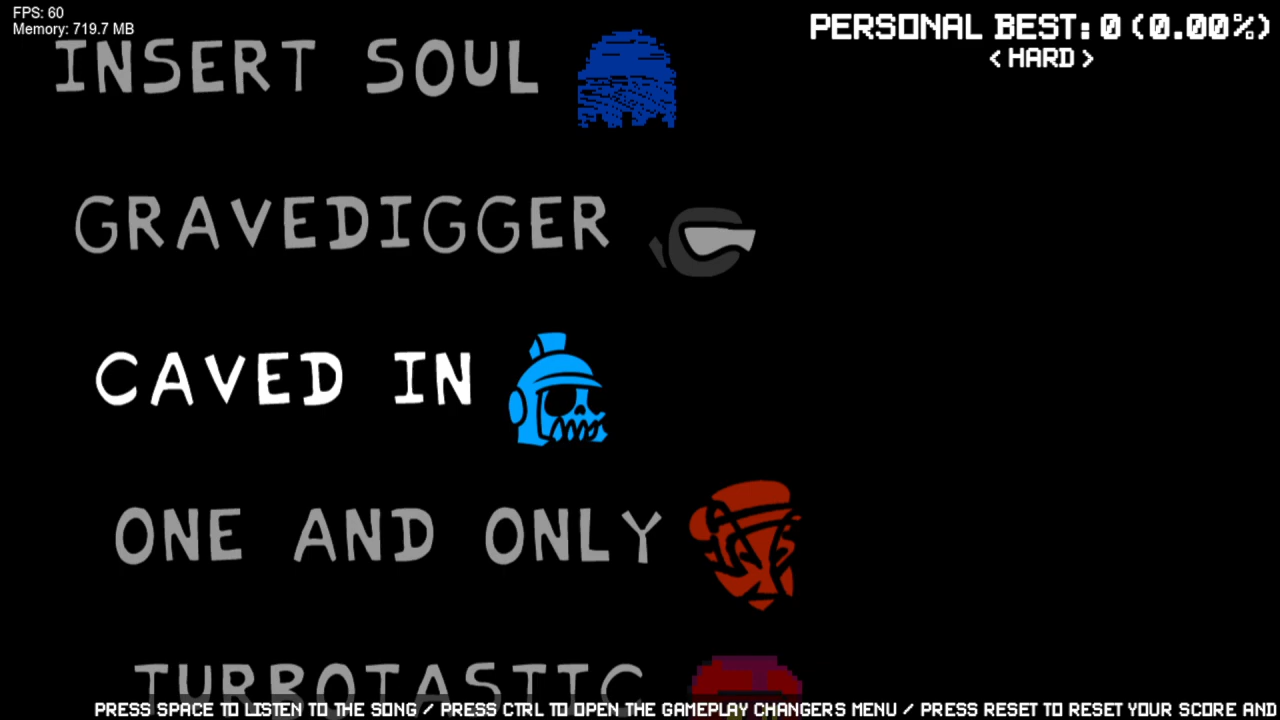 FPS: 60
Memory: 719.7 MB
PERSONAL BEST: 0 (0.00%)
< HARD >
INSERT SOUL
GRAVEDIGGER
CAVED IN
ONE AND ONLY
TURBOTASTIC
PRESS SPACE TO LISTEN TO THE SONG / PRESS CTRL TO OPEN THE GAMEPLAY CHANGERS MENU / PRESS RESET TO RESET YOUR SCORE AND